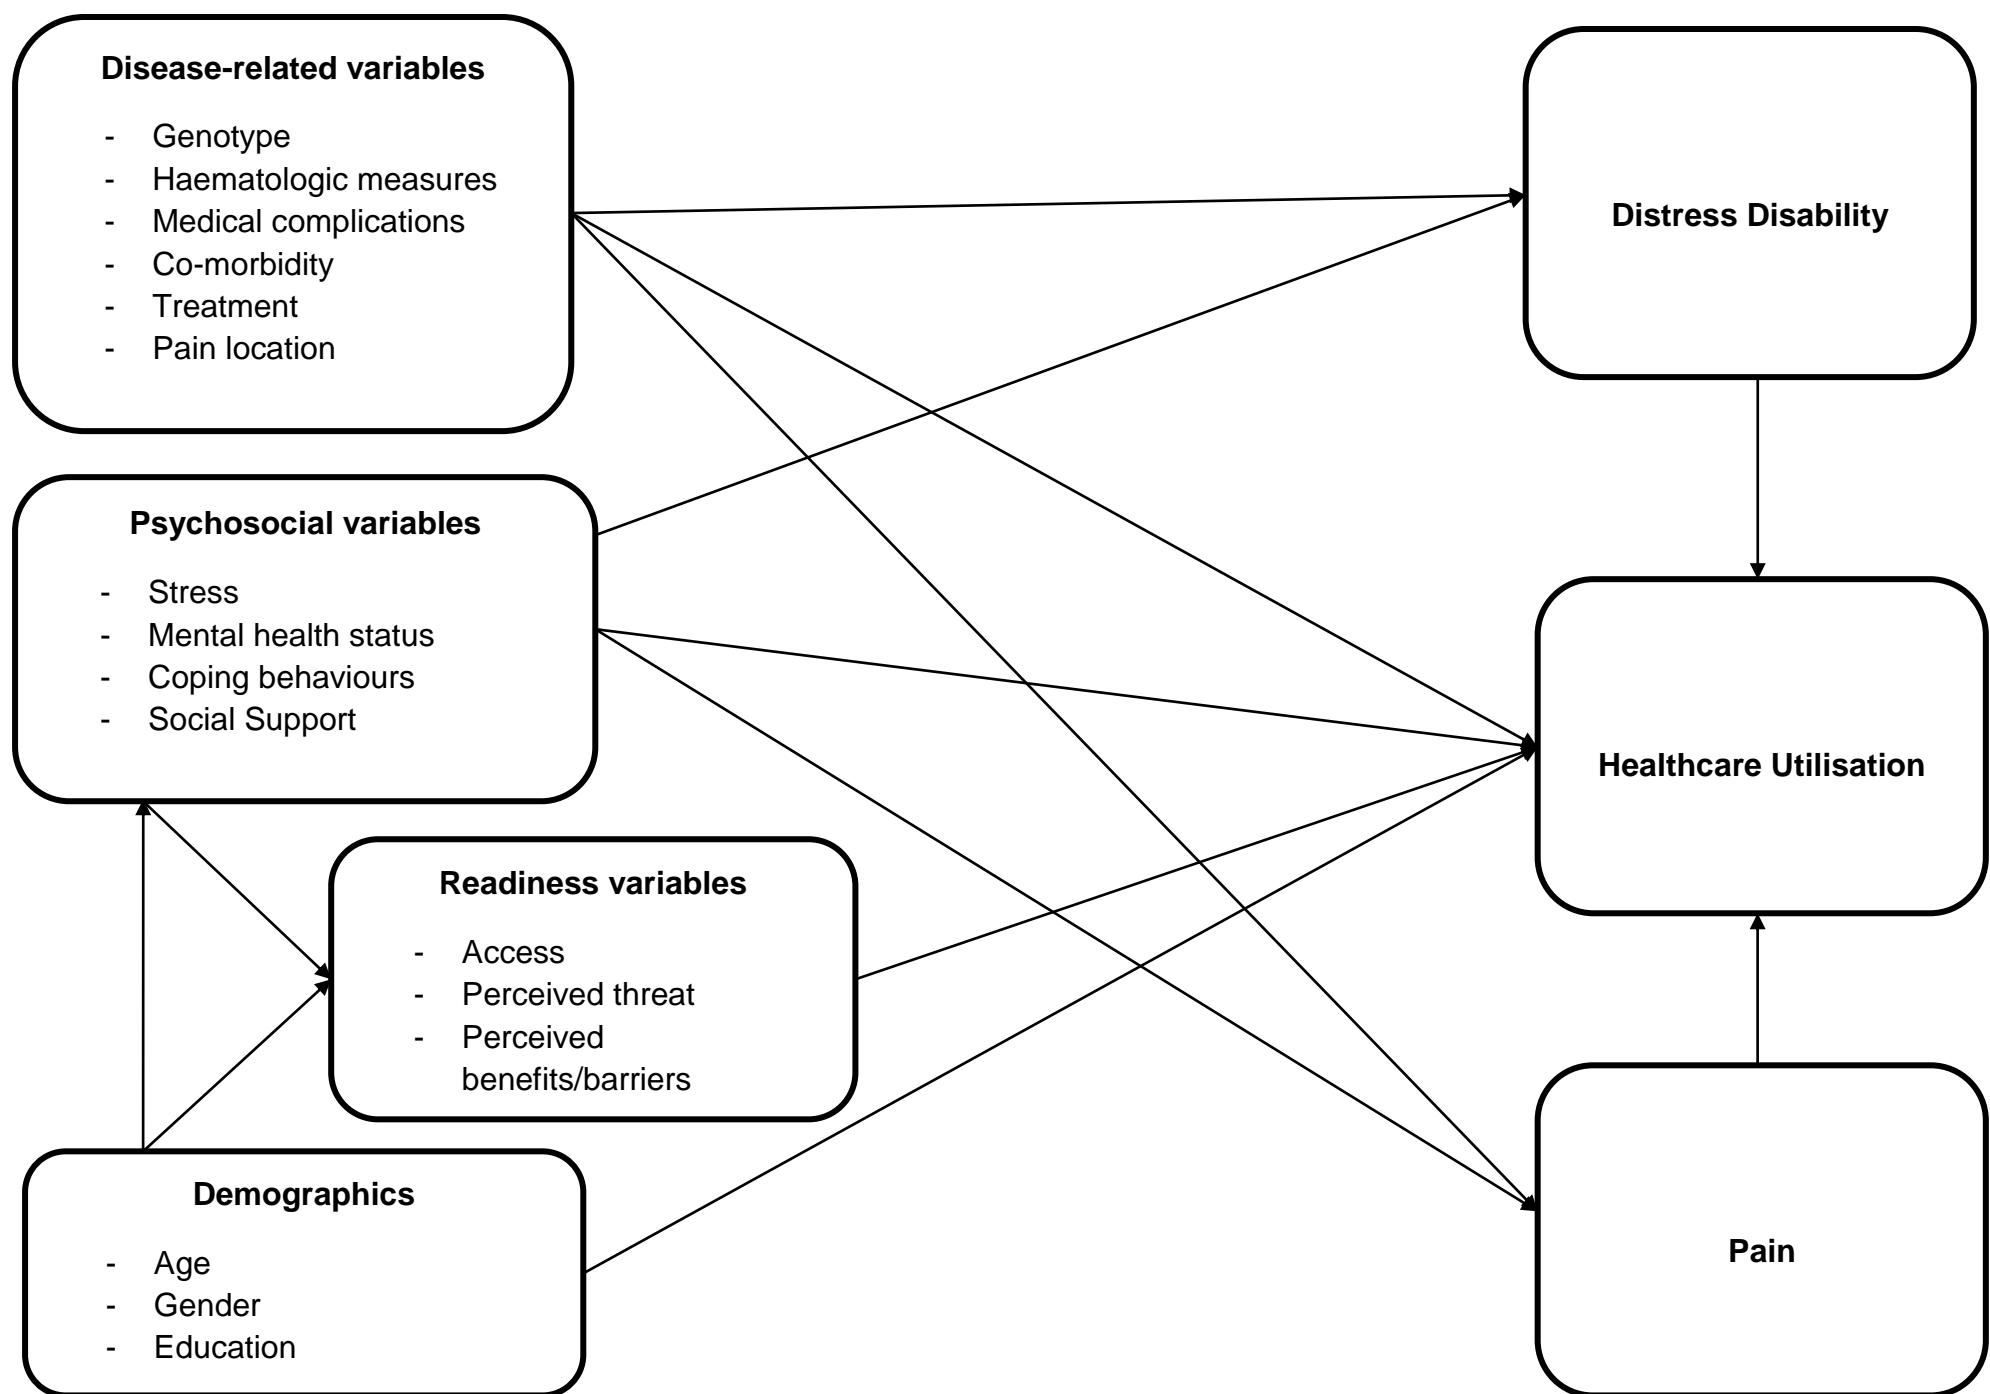 Disease-related variables
- Genotype
- Haematologic measures
- Medical complications
- Co-morbidity
- Treatment
- Pain location
Distress Disability
Psychosocial variables
- Stress
- Mental health status
- Coping behaviours
- Social Support
Healthcare Utilisation
Readiness variables
- Access
- Perceived threat
- Perceived
benefits/barriers
Demographics
- Age
- Gender
- Education
Pain